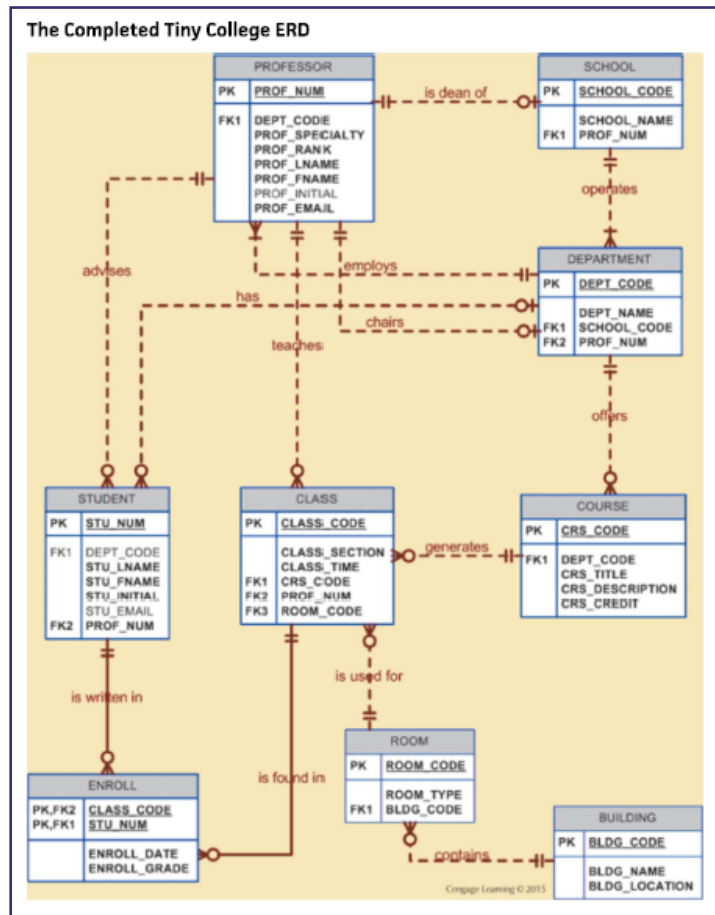 The Completed Tiny College ERD
PROFESSOR
PK PROF_NUM
FK1 DEPT_CODE
PROF_SPECIALTY
PROF_RANK
PROF_LNAME
PROF_FNAME
PROF_INITIAL
PROF_EMAIL
is dean of
SCHOOL
PK SCHOOL_CODE
SCHOOL_NAME
FK1 PROF_NUM
operates
advises
employs
has
chairs
teaches
DEPARTMENT
PK DEPT_CODE
DEPT_NAME
FK1 SCHOOL_CODE
FK2 PROF_NUM
offers
STUDENT
PK STU_NUM
FK1 DEPT_CODE
STU_LNAME
STU_FNAME
STU_INITIAL
STU_EMAIL
FK2 PROF_NUM
CLASS
PK CLASS_CODE
CLASS_SECTION
CLASS_TIME
FK1 CRS_CODE
FK2 PROF_NUM
FK3 ROOM_CODE
generates
COURSE
PK CRS_CODE
FK1 DEPT_CODE
CRS_TITLE
CRS_DESCRIPTION
CRS_CREDIT
is written in
is used for
is found in
ROOM
PK ROOM_CODE
ROOM_TYPE
FK1 BLDG_CODE
ENROLL
PK,FK2 CLASS_CODE
PK,FK1 STU_NUM
ENROLL_DATE
ENROLL_GRADE
contains
BUILDING
PK BLDG_CODE
BLDG_NAME
BLDG_LOCATION
Cengage Learning © 2015